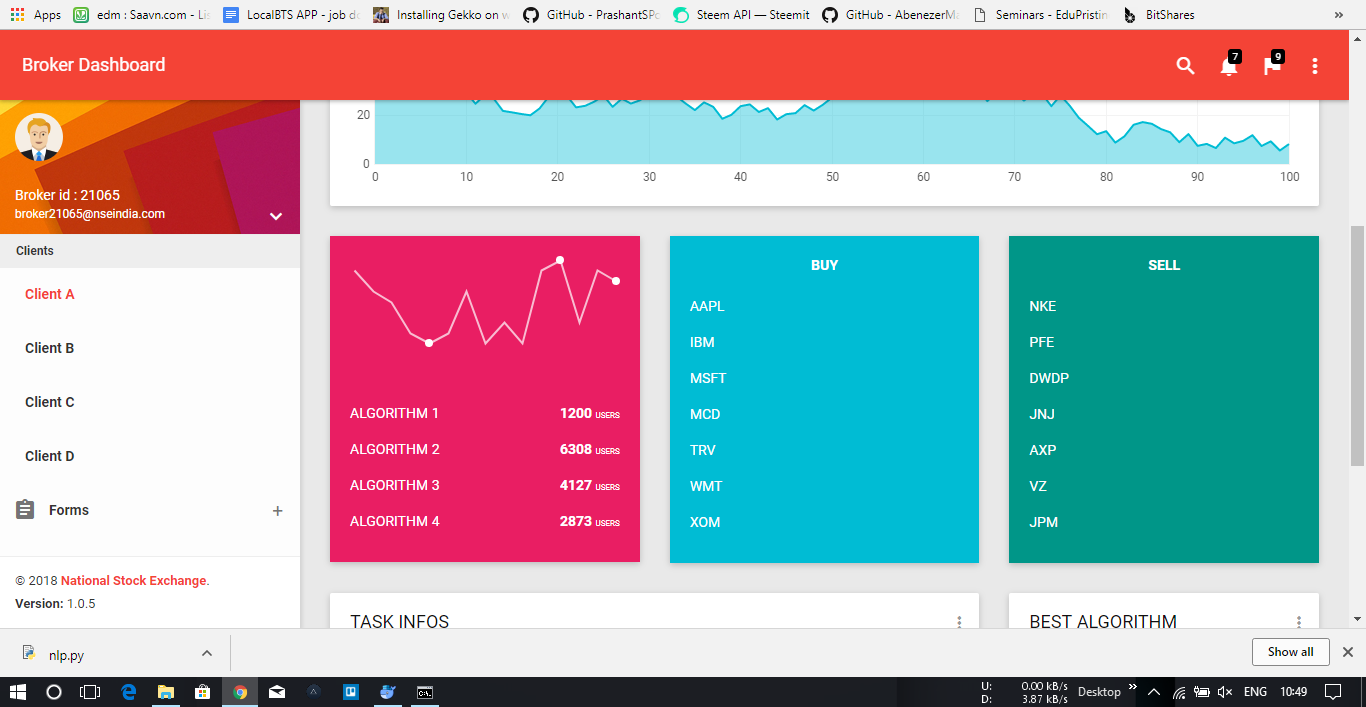 Apps edm : Saavn.com - Lis LocalBTS APP - job do Installing Gekko on w GitHub - PrashantSPo Steem API — Steemit GitHub - AbenezerMa Seminars - EduPristin BitShares »
Broker Dashboard
7
9
Broker id : 21065
broker21065@nseindia.com
Clients
Client A
Client B
Client C
Client D
Forms +
© 2018 National Stock Exchange.
Version: 1.0.5
20
0
0 10 20 30 40 50 60 70 80 90 100
ALGORITHM 1 1200 USERS
ALGORITHM 2 6308 USERS
ALGORITHM 3 4127 USERS
ALGORITHM 4 2873 USERS
BUY
AAPL
IBM
MSFT
MCD
TRV
WMT
XOM
SELL
NKE
PFE
DWDP
JNJ
AXP
VZ
JPM
TASK INFOS
BEST ALGORITHM
nlp.py
Show all
U: 0.00 kB/s
D: 3.87 kB/s
Desktop »
ENG 10:49